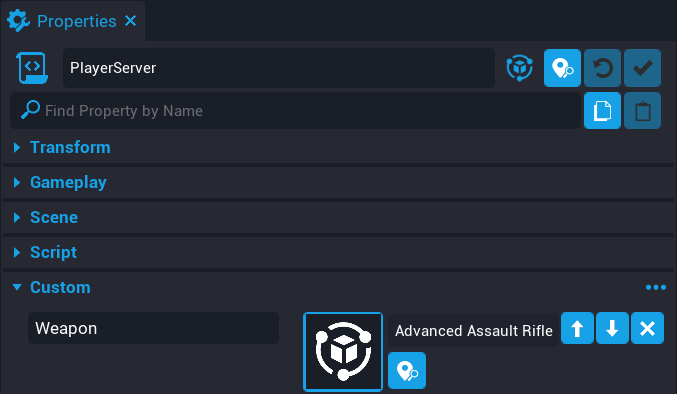 Properties
PlayerServer
Find Property by Name
Transform
Gameplay
Scene
Script
Custom
Weapon
Advanced Assault Rifle